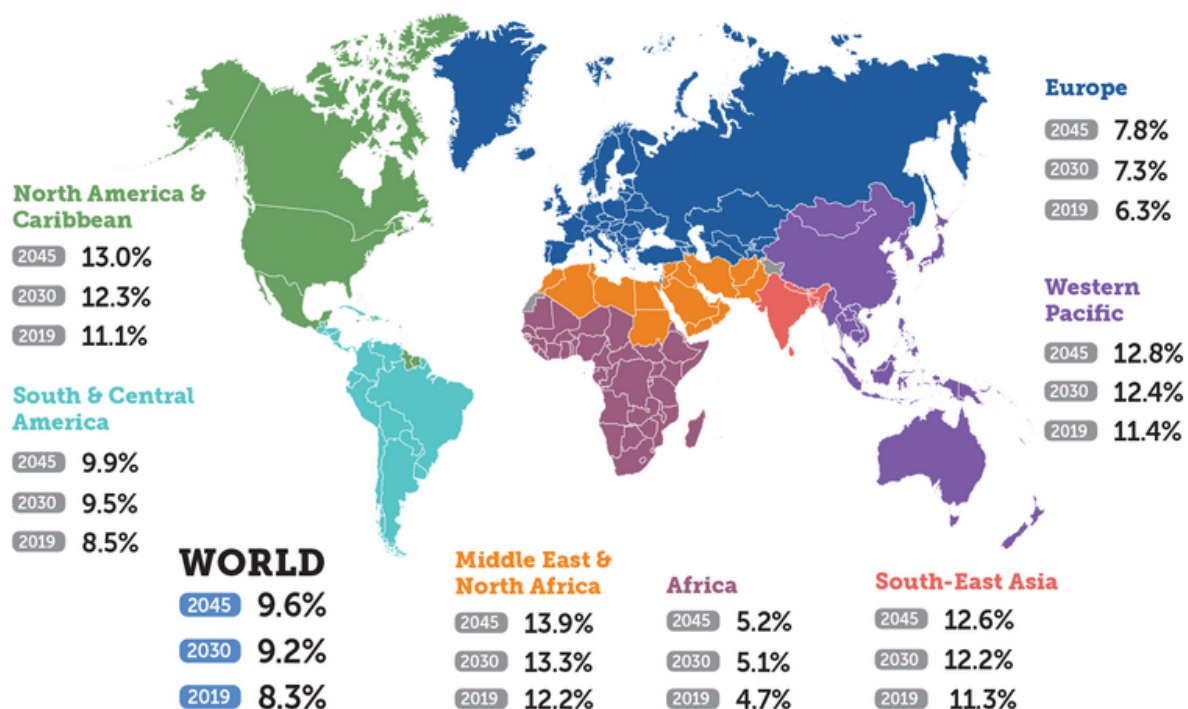 Europe
2045 7.8%
2030 7.3%
2019 6.3%
North America &
Caribbean
2045 13.0%
2030 12.3%
2019 11.1%
Western
Pacific
2045 12.8%
2030 12.4%
2019 11.4%
South & Central
America
2045 9.9%
2030 9.5%
2019 8.5%
WORLD
2045 9.6%
2030 9.2%
2019 8.3%
Middle East &
North Africa
2045 13.9%
2030 13.3%
2019 12.2%
Africa
2045 5.2%
2030 5.1%
2019 4.7%
South-East Asia
2045 12.6%
2030 12.2%
2019 11.3%